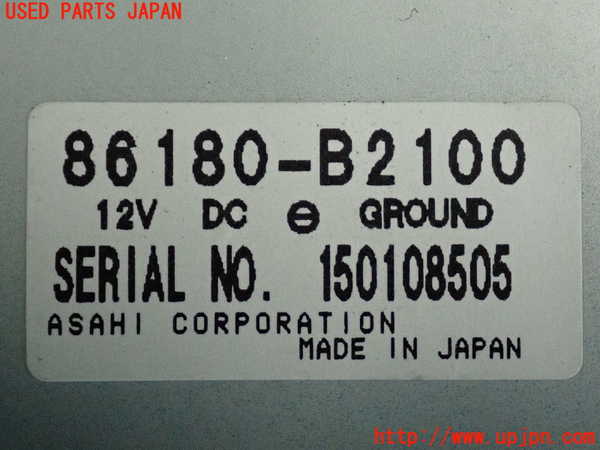 USED PARTS JAPAN
86180-B2100
12V DC ⊖ GROUND
SERIAL NO. 150108505
ASAHI CORPORATION
MADE IN JAPAN
http://www.upjpn.com/